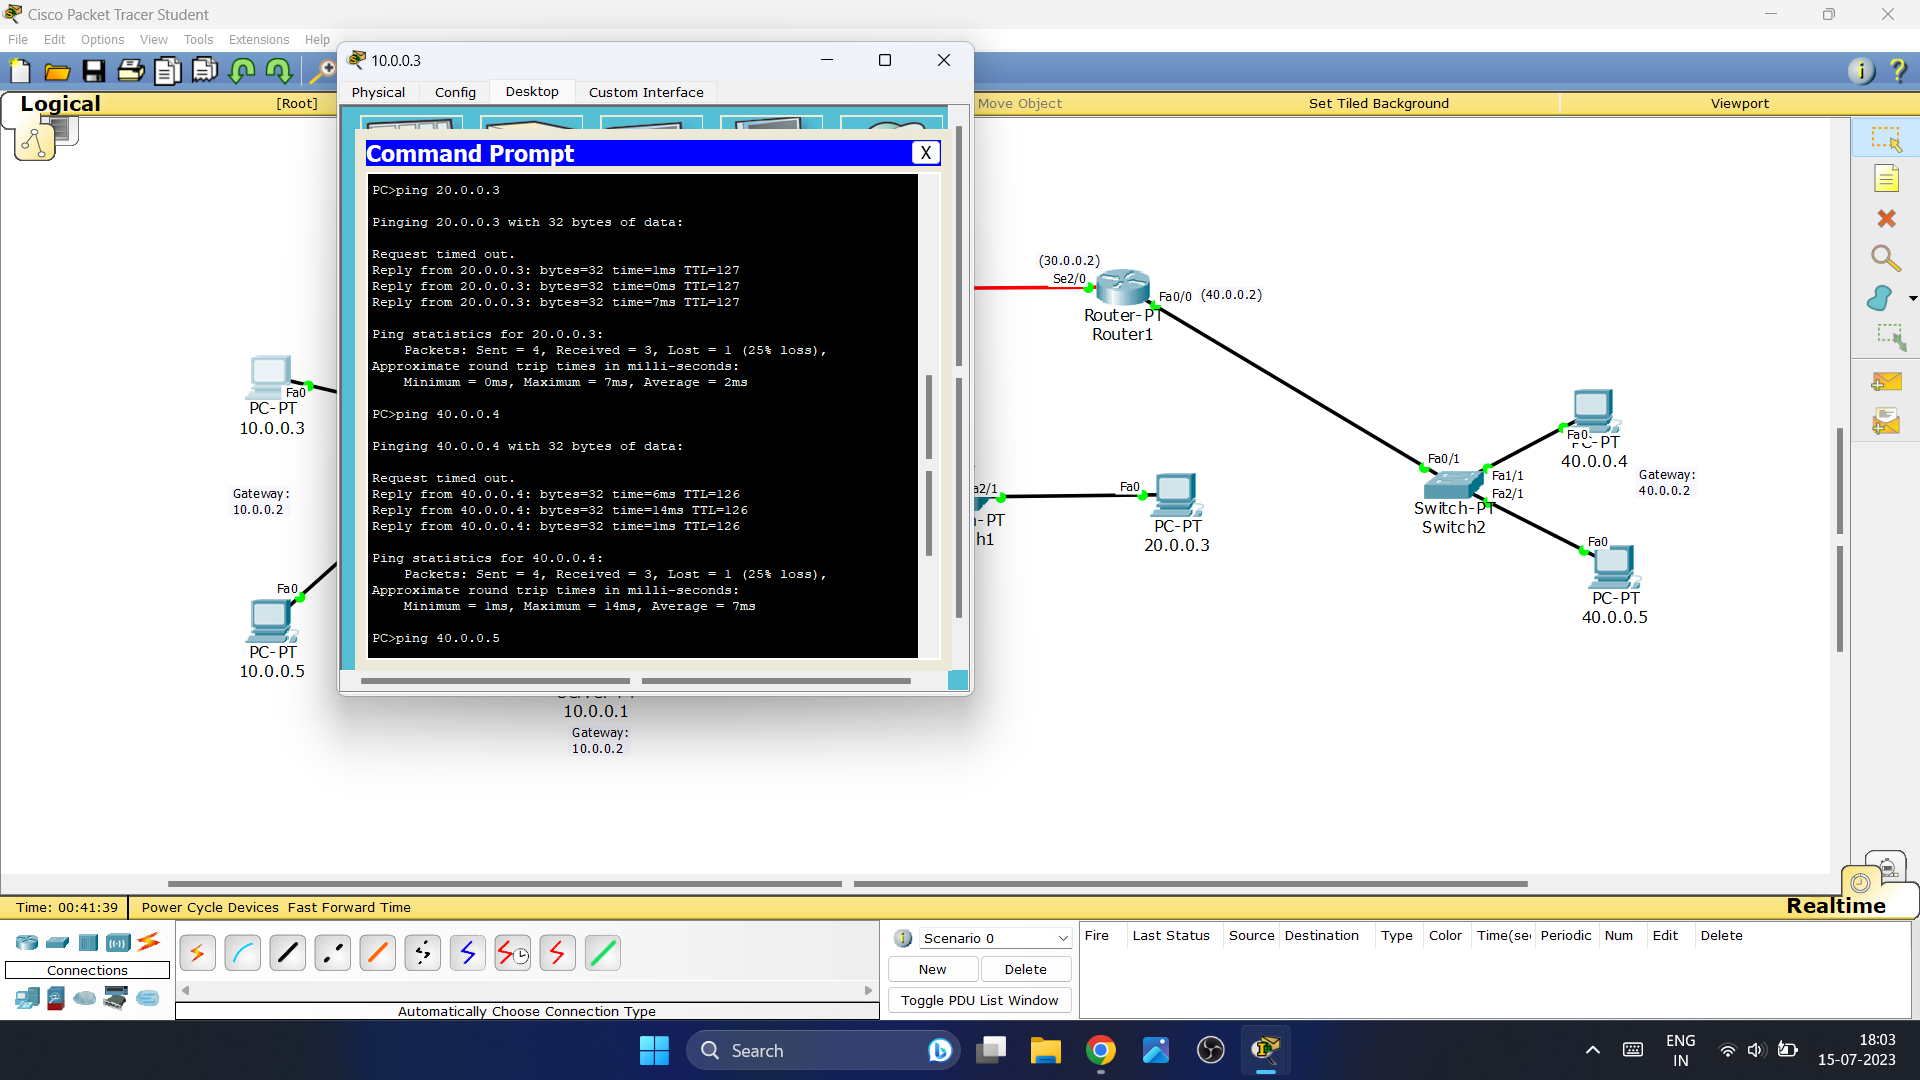 Cisco Packet Tracer Student
File Edit Options View Tools Extensions Help
Logical
[Root]
Move Object
Set Tiled Background
Viewport
10.0.0.3
Physical Config Desktop Custom Interface
Command Prompt
X
PC>ping 20.0.0.3
Pinging 20.0.0.3 with 32 bytes of data:
Request timed out.
Reply from 20.0.0.3: bytes=32 time=1ms TTL=127
Reply from 20.0.0.3: bytes=32 time=0ms TTL=127
Reply from 20.0.0.3: bytes=32 time=7ms TTL=127
Ping statistics for 20.0.0.3:
Packets: Sent = 4, Received = 3, Lost = 1 (25% loss),
Approximate round trip times in milli-seconds:
Minimum = 0ms, Maximum = 7ms, Average = 2ms
PC>ping 40.0.0.4
Pinging 40.0.0.4 with 32 bytes of data:
Request timed out.
Reply from 40.0.0.4: bytes=32 time=6ms TTL=126
Reply from 40.0.0.4: bytes=32 time=14ms TTL=126
Reply from 40.0.0.4: bytes=32 time=1ms TTL=126
Ping statistics for 40.0.0.4:
Packets: Sent = 4, Received = 3, Lost = 1 (25% loss),
Approximate round trip times in milli-seconds:
Minimum = 1ms, Maximum = 14ms, Average = 7ms
PC>ping 40.0.0.5
Fa0
PC-PT
10.0.0.3
Gateway:
10.0.0.2
Fa0
PC-PT
10.0.0.5
10.0.0.1
Gateway:
10.0.0.2
(30.0.0.2)
Se2/0
Fa0/0 (40.0.0.2)
Router-PT
Router1
a2/1
-PT
h1
Fa0
PC-PT
20.0.0.3
Fa0/1
Fa1/1
Fa2/1
Switch-PT
Switch2
Fa0
PC-PT
40.0.0.4
Gateway:
40.0.0.2
Fa0
PC-PT
40.0.0.5
Time: 00:41:39 Power Cycle Devices Fast Forward Time
Realtime
Connections
Automatically Choose Connection Type
Scenario 0
New Delete
Toggle PDU List Window
Fire Last Status Source Destination Type Color Time(sec Periodic Num Edit Delete
Search
ENG
IN
18:03
15-07-2023